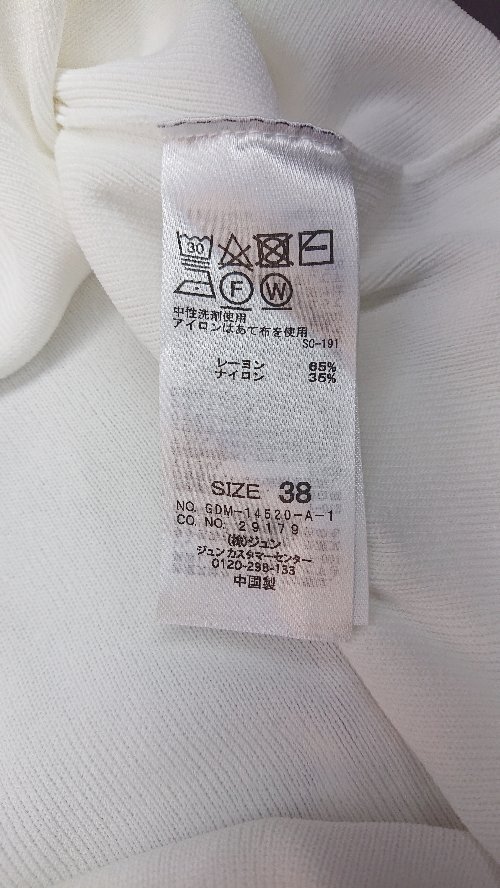 30
F W
中性洗剤使用
アイロンはあて布を使用
SO-191
レーヨン 65%
ナイロン 35%
SIZE 38
NO. GDM-14520-A-1
CO. NO. 29179
(株)ジュン
ジュンカスタマーセンター
0120-298-133
中国製